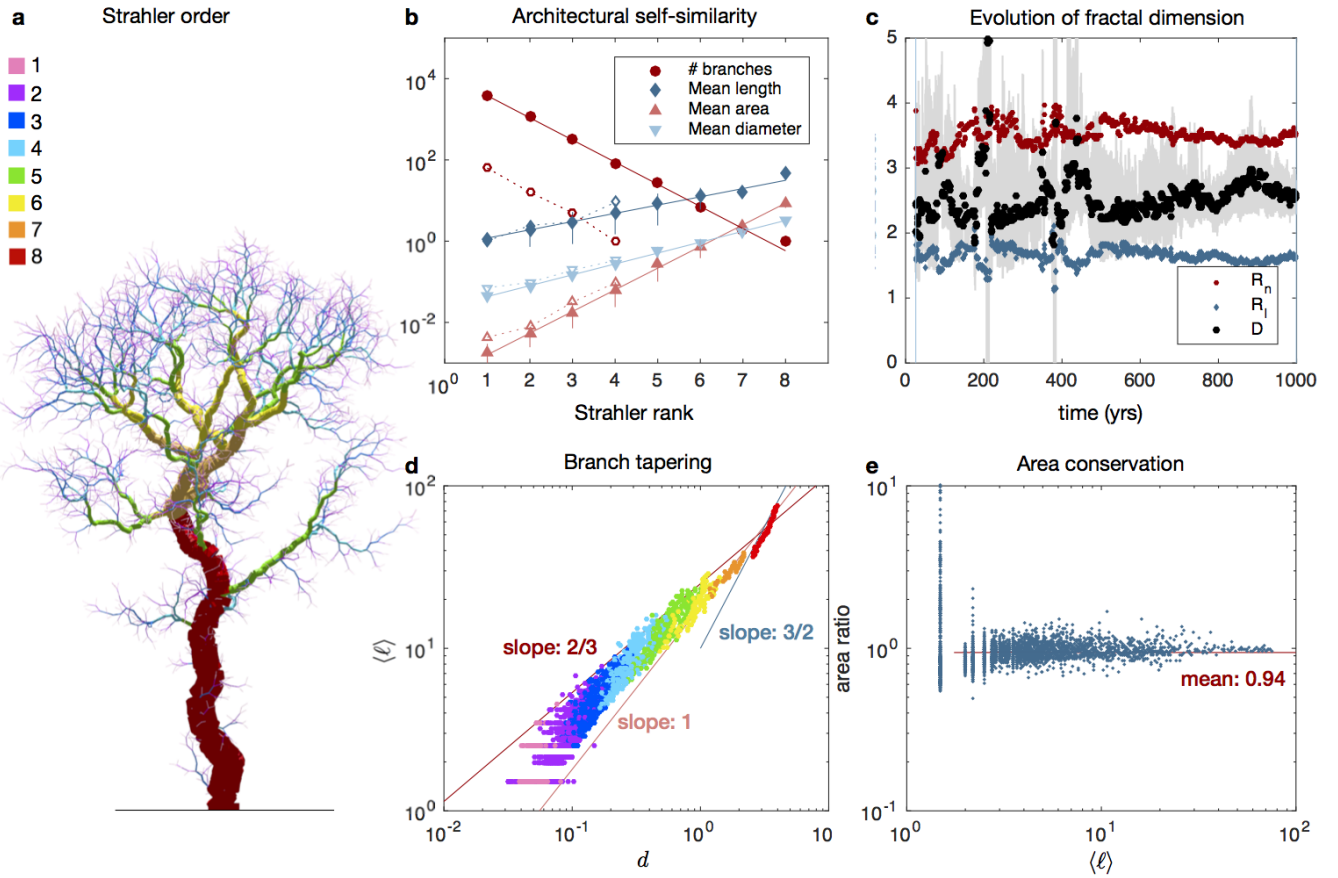 a
Strahler order
1
2
3
4
5
6
7
8
b
Architectural self-similarity
10^4
10^2
10^0
10^-2
# branches
Mean length
Mean area
Mean diameter
10^0 1 2 3 4 5 6 7 8
Strahler rank
c
Evolution of fractal dimension
5
4
3
2
1
0
R_n
R_l
D
0 200 400 600 800 1000
time (yrs)
d
Branch tapering
10^2
10^1
10^0
⟨ℓ⟩
slope: 2/3
slope: 3/2
slope: 1
10^-2 10^-1 10^0 10
d
e
Area conservation
10^1
10^0
10^-1
area ratio
mean: 0.94
10^0 10^1 10^2
⟨ℓ⟩